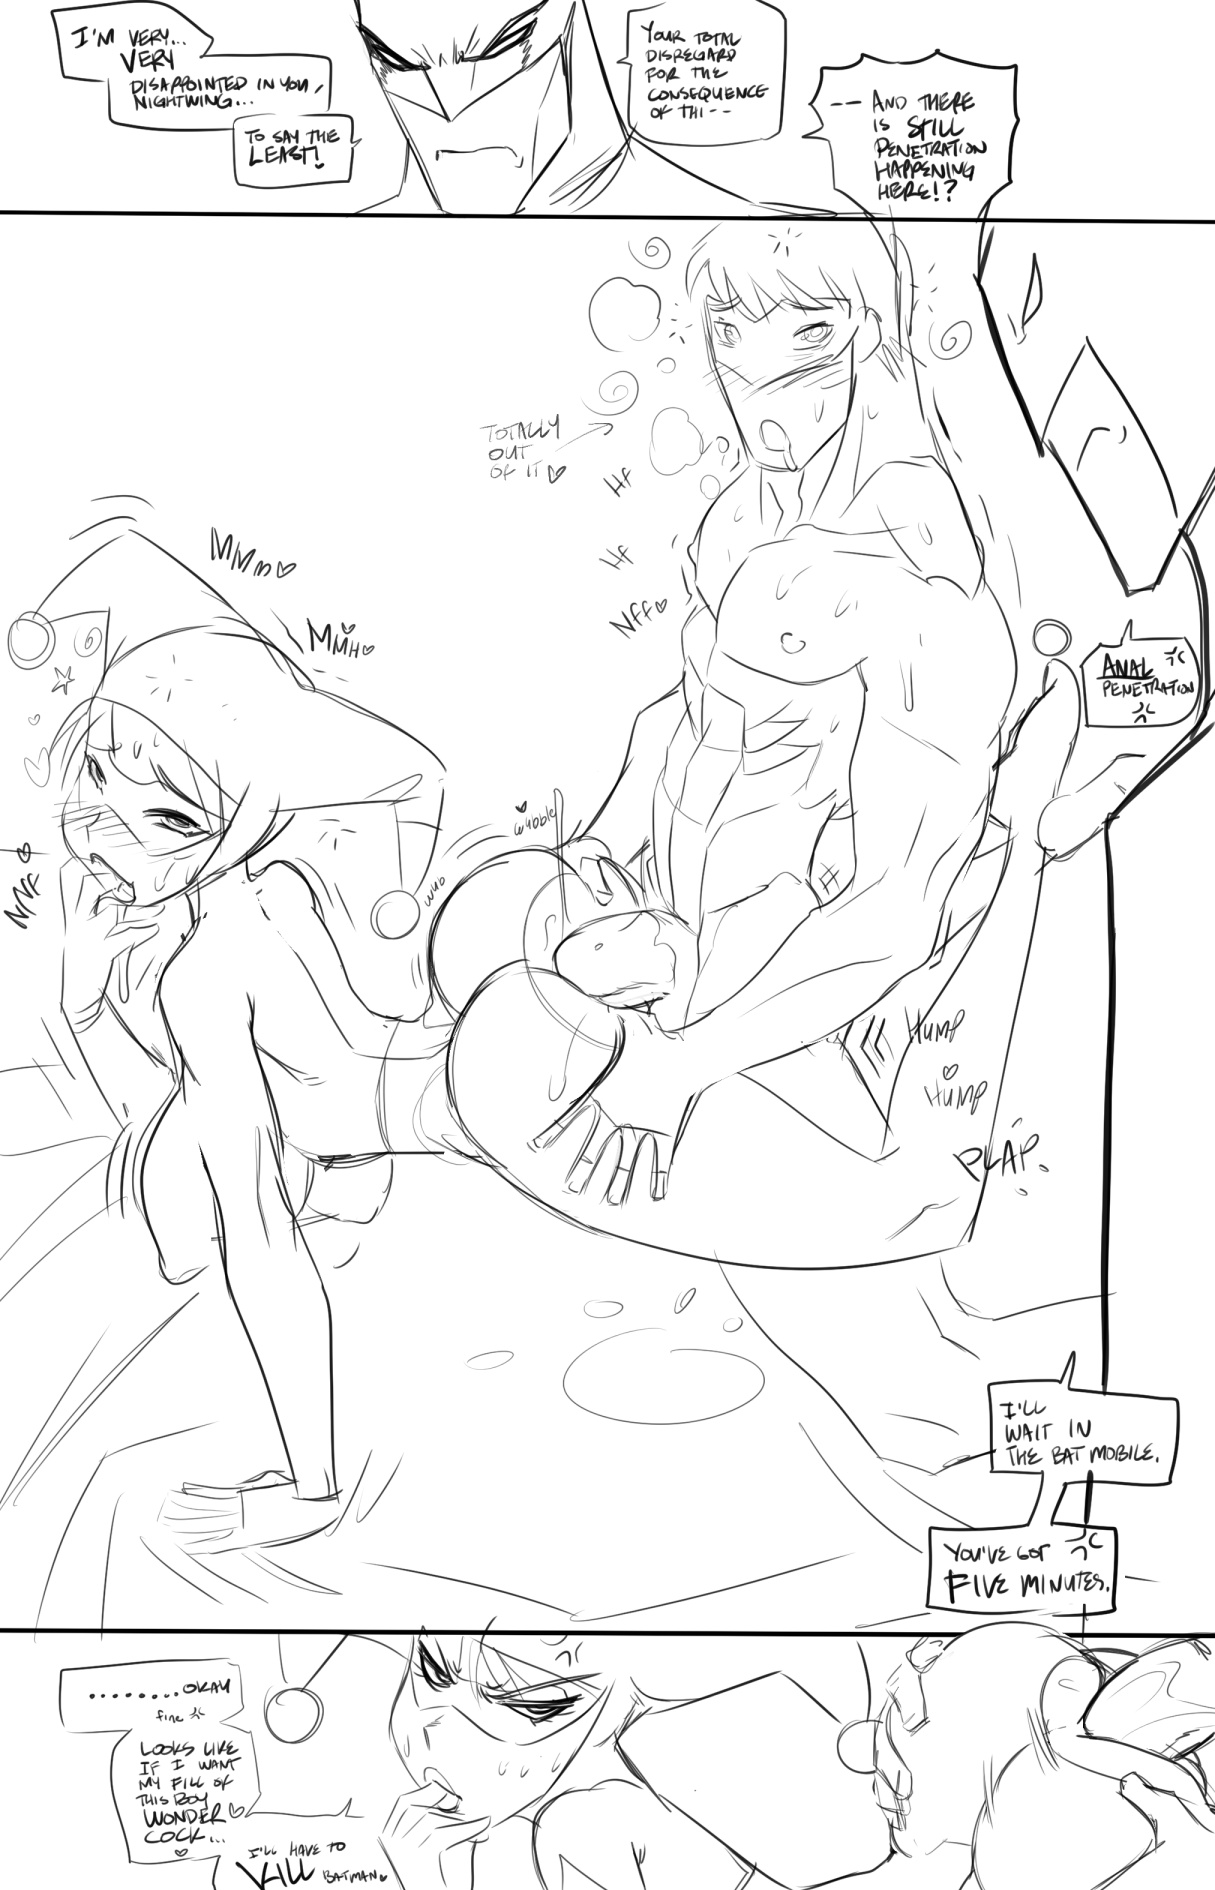 I'M VERY...
VERY
DISAPPOINTED IN YOU,
NIGHTWING...
TO SAY THE
LEAST!
YOUR TOTAL
DISREGARD
FOR THE
CONSEQUENCE
OF THI--
-- AND THERE
IS STILL
PENETRATION
HAPPENING
HERE!?
TOTALLY
OUT
OF IT
Hf
Hf
NFF
MMm
MMH
ANAL
PENETRATION
NFF
wubble
wub
HUMP
HUMP
PLAP.
I'LL
WAIT IN
THE BAT MOBILE.
YOU'VE GOT
FIVE MINUTES.
........OKAY
fine
LOOKS LIKE
IF I WANT
MY FILL OF
THIS BOY
WONDER
COCK...
I'LL HAVE TO
KILL BATMAN